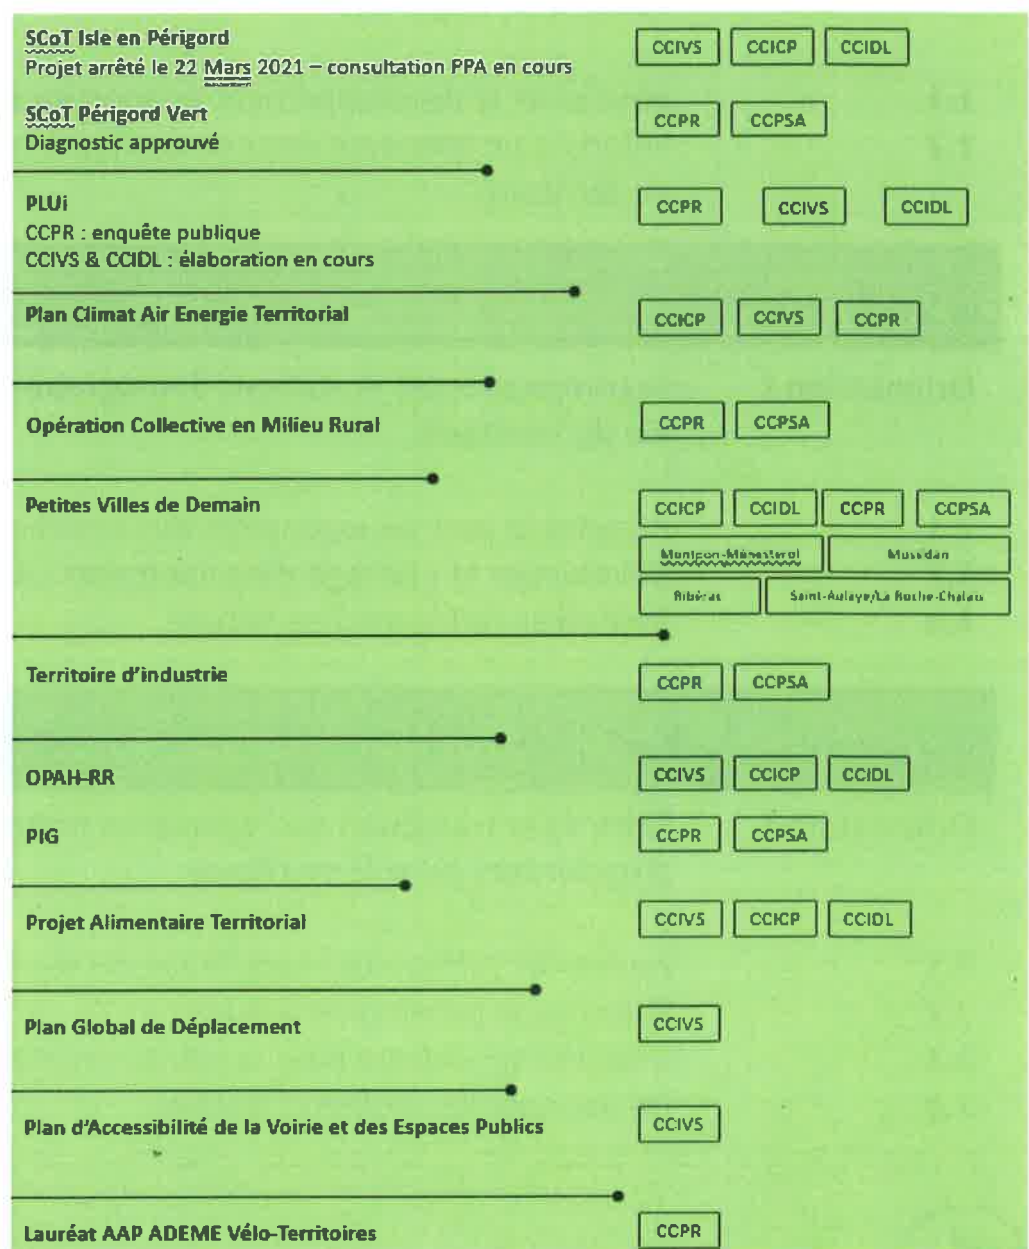 SCoT Isle en Périgord
CCIVS CCICP CCIDL
Projet arrêté le 22 Mars 2021 – consultation PPA en cours
SCoT Périgord Vert
CCPR CCPSA
Diagnostic approuvé
PLUi
CCPR CCIVS CCIDL
CCPR : enquête publique
CCIVS & CCIDL : élaboration en cours
Plan Climat Air Energie Territorial
CCICP CCIVS CCPR
Opération Collective en Milieu Rural
CCPR CCPSA
Petites Villes de Demain
CCICP CCIDL CCPR CCPSA
Montpon-Ménesterol Mussidan
Ribérac Saint-Aulaye/La Roche-Chalais
Territoire d'industrie
CCPR CCPSA
OPAH-RR
CCIVS CCICP CCIDL
PIG
CCPR CCPSA
Projet Alimentaire Territorial
CCIVS CCICP CCIDL
Plan Global de Déplacement
CCIVS
Plan d'Accessibilité de la Voirie et des Espaces Publics
CCIVS
Lauréat AAP ADEME Vélo-Territoires
CCPR